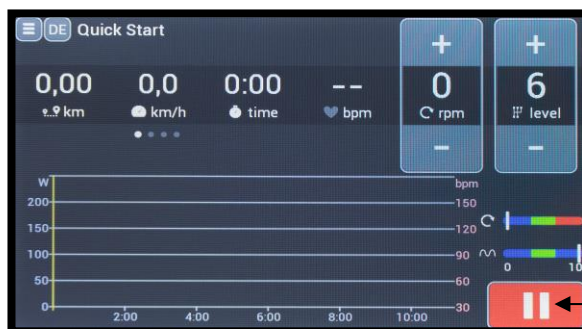 DE Quick Start
+ +
0,00 0,0 0:00 -- 0 6
km km/h time bpm rpm level
- -
W bpm
200 150
150 120
100 90
50 60
0 30
0 10
2:00 4:00 6:00 8:00 10:00